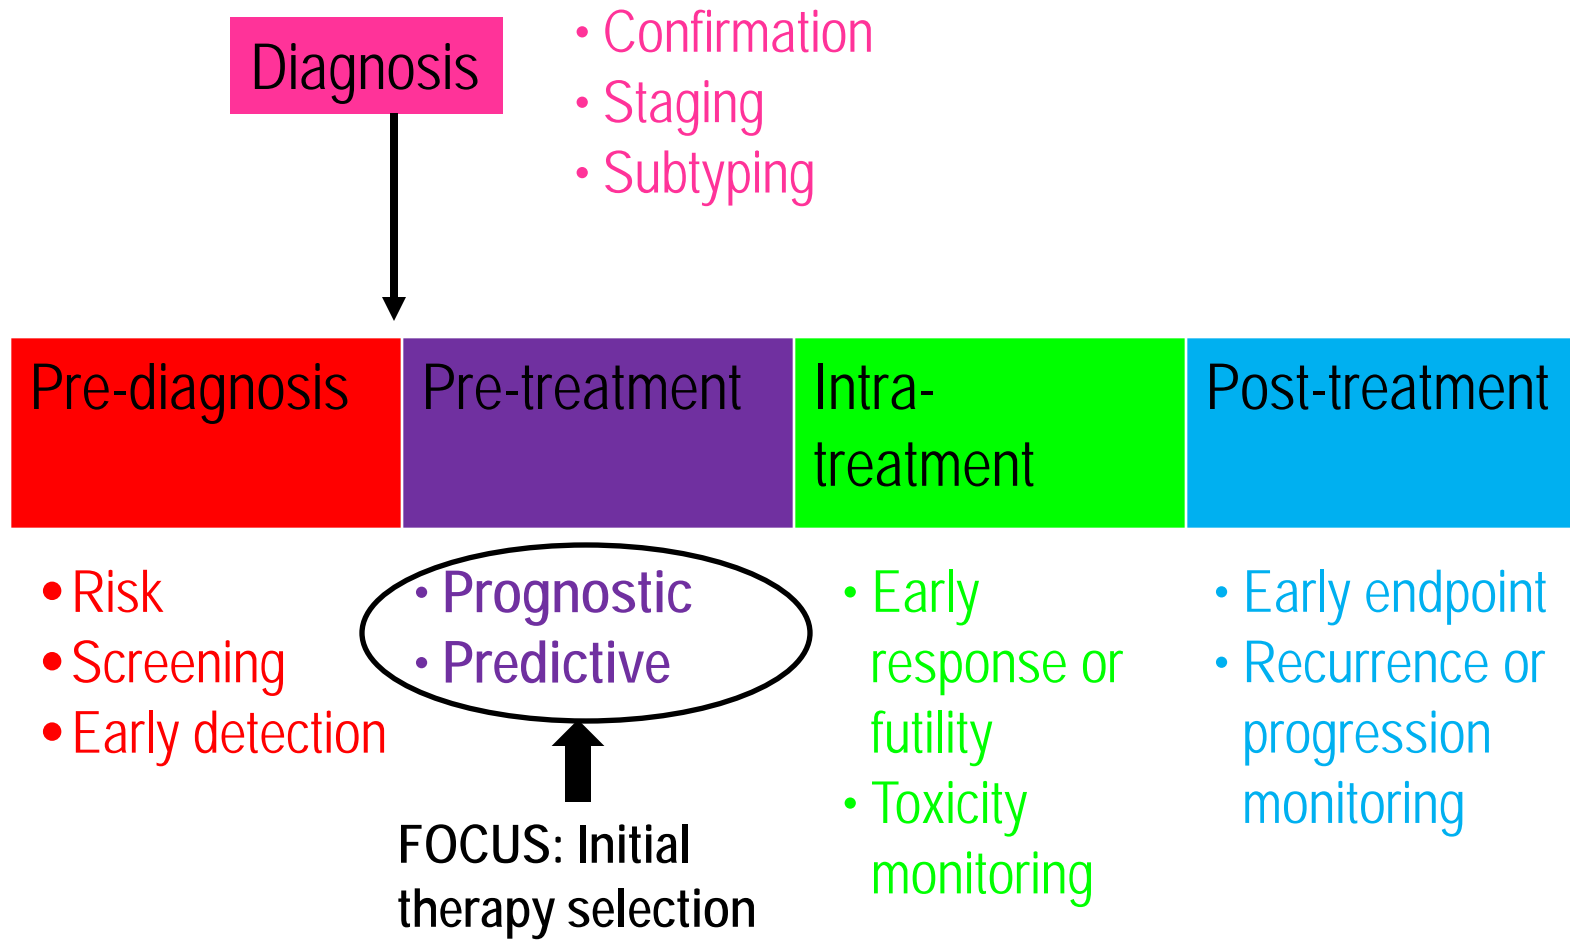 Diagnosis
• Confirmation
• Staging
• Subtyping
Pre-diagnosis
Pre-treatment
Intra-
treatment
Post-treatment
• Risk
• Screening
• Early detection
• Prognostic
• Predictive
FOCUS: Initial
therapy selection
• Early
response or
futility
• Toxicity
monitoring
• Early endpoint
• Recurrence or
progression
monitoring